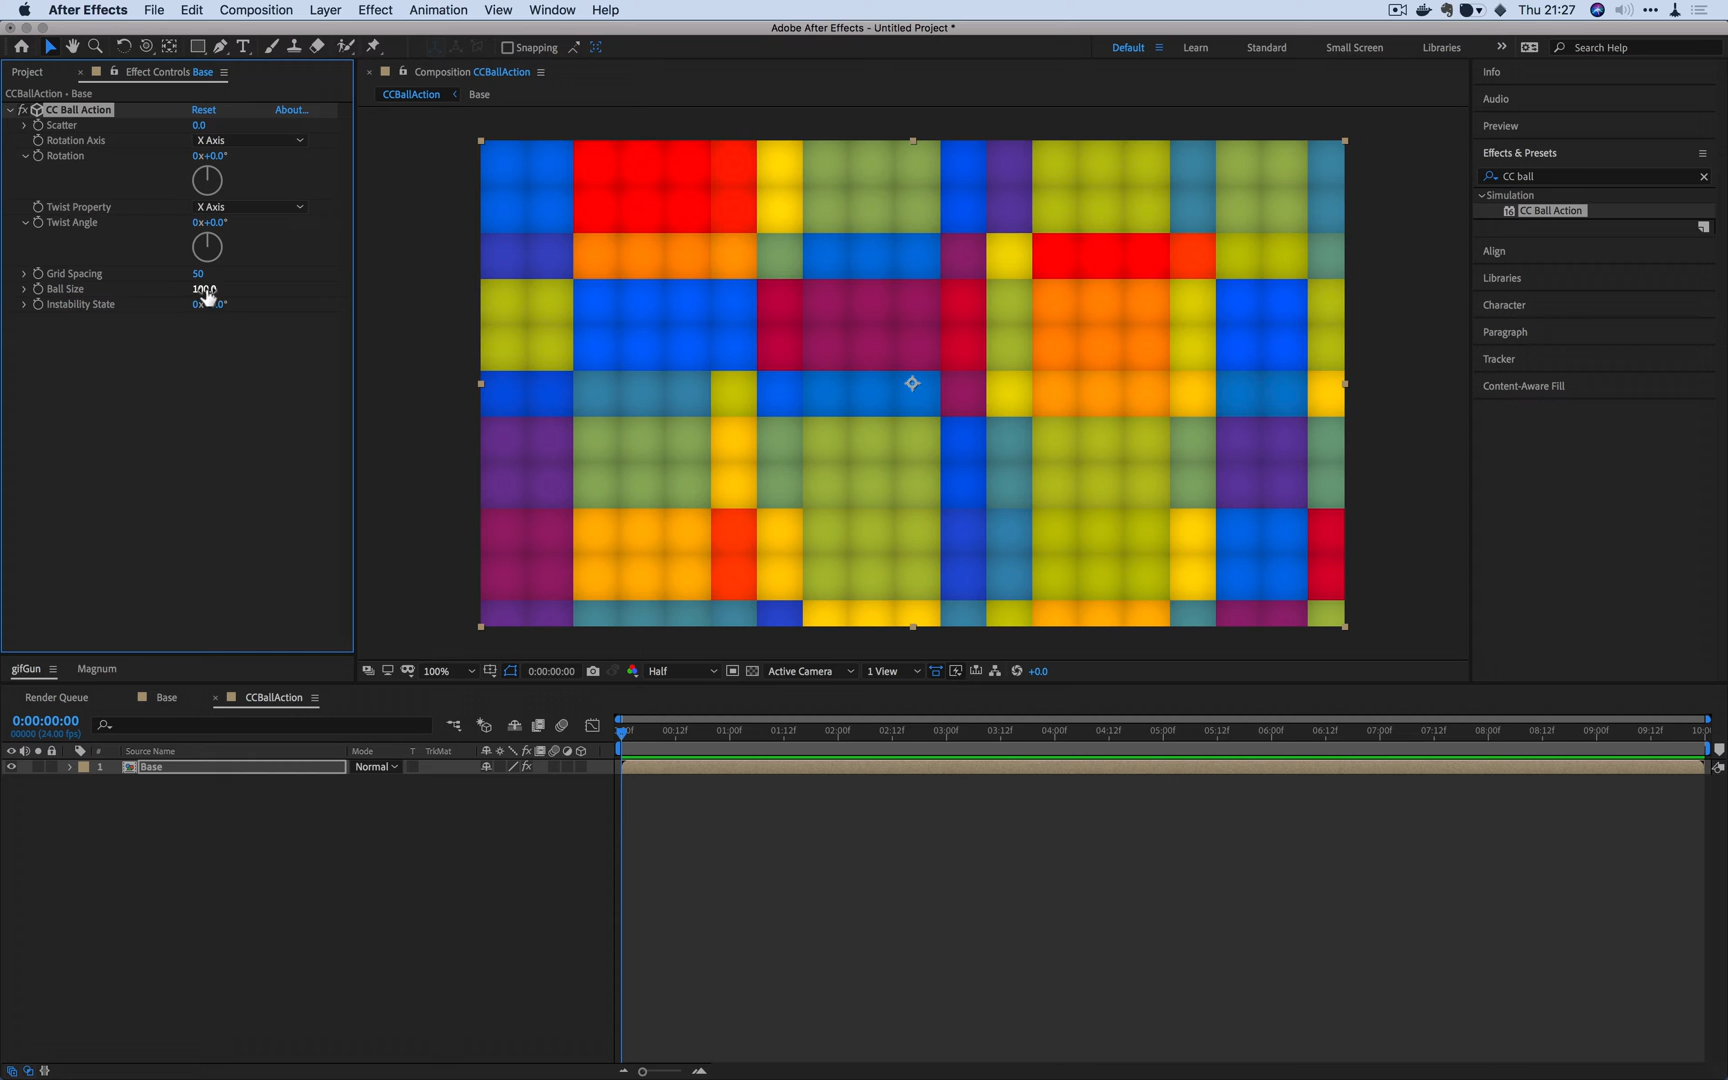 After Effects File Edit Composition Layer Effect Animation View Window Help Thu 21:27
Adobe After Effects - Untitled Project *
Snapping Default Learn Standard Small Screen Libraries Search Help
Project Effect Controls Base
Composition CCBallAction
CCBallAction • Base
CCBallAction Base
fx CC Ball Action Reset About...
Scatter 0.0
Rotation Axis X Axis
Rotation 0x+0.0°
Twist Property X Axis
Twist Angle 0x+0.0°
Grid Spacing 50
Ball Size 100.0
Instability State
Info
Audio
Preview
Effects & Presets
CC ball
Simulation
16 CC Ball Action
Align
Libraries
Character
Paragraph
Tracker
Content-Aware Fill
gifGun Magnum
100% 0:00:00:00 Half Active Camera 1 View +0.0
Render Queue Base CCBallAction
0:00:00:00
00000 (24.00 fps)
00:12f 01:00f 01:12f 02:00f 02:12f 03:00f 03:12f 04:00f 04:12f 05:00f 05:12f 06:00f 06:12f 07:00f 07:12f 08:00f 08:12f 09:00f 09:12f
# Source Name Mode T TrkMat fx
1 Base Normal fx